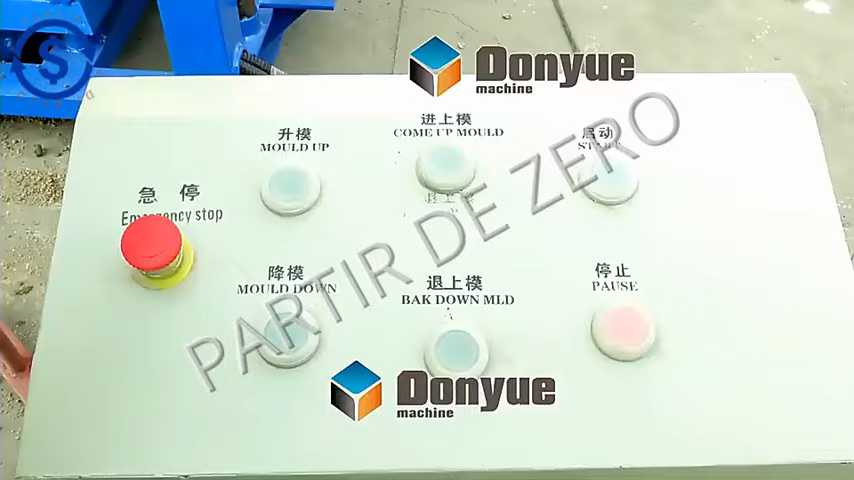 Donyue
machine
升模
MOULD UP
进上模
COME UP MOULD
启动
START
急停
Emergency stop
PARTIR DE ZERO
降模
MOULD DOWN
退上模
BAK DOWN MLD
停止
PAUSE
Donyue
machine